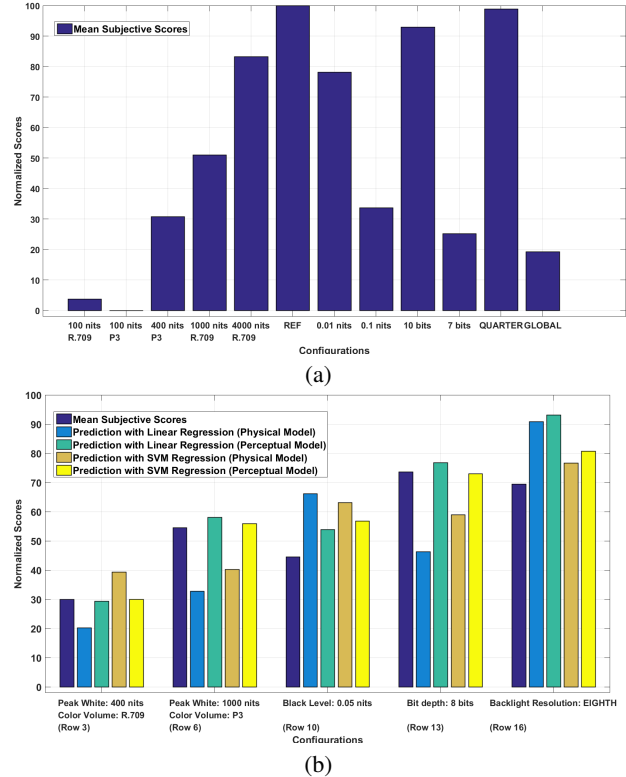 100
90
80
70
60
50
40
30
20
10
0
Normalized Scores
Mean Subjective Scores
100 nits R.709
100 nits P3
400 nits P3
1000 nits R.709
4000 nits R.709
REF
0.01 nits
0.1 nits
10 bits
7 bits
QUARTER
GLOBAL
Configurations
(a)
100
90
80
70
60
50
40
30
20
10
0
Normalized Scores
Mean Subjective Scores
Prediction with Linear Regression (Physical Model)
Prediction with Linear Regression (Perceptual Model)
Prediction with SVM Regression (Physical Model)
Prediction with SVM Regression (Perceptual Model)
Peak White: 400 nits
Color Volume: R.709
(Row 3)
Peak White: 1000 nits
Color Volume: P3
(Row 6)
Black Level: 0.05 nits
(Row 10)
Bit depth: 8 bits
(Row 13)
Backlight Resolution: EIGHTH
(Row 16)
Configurations
(b)